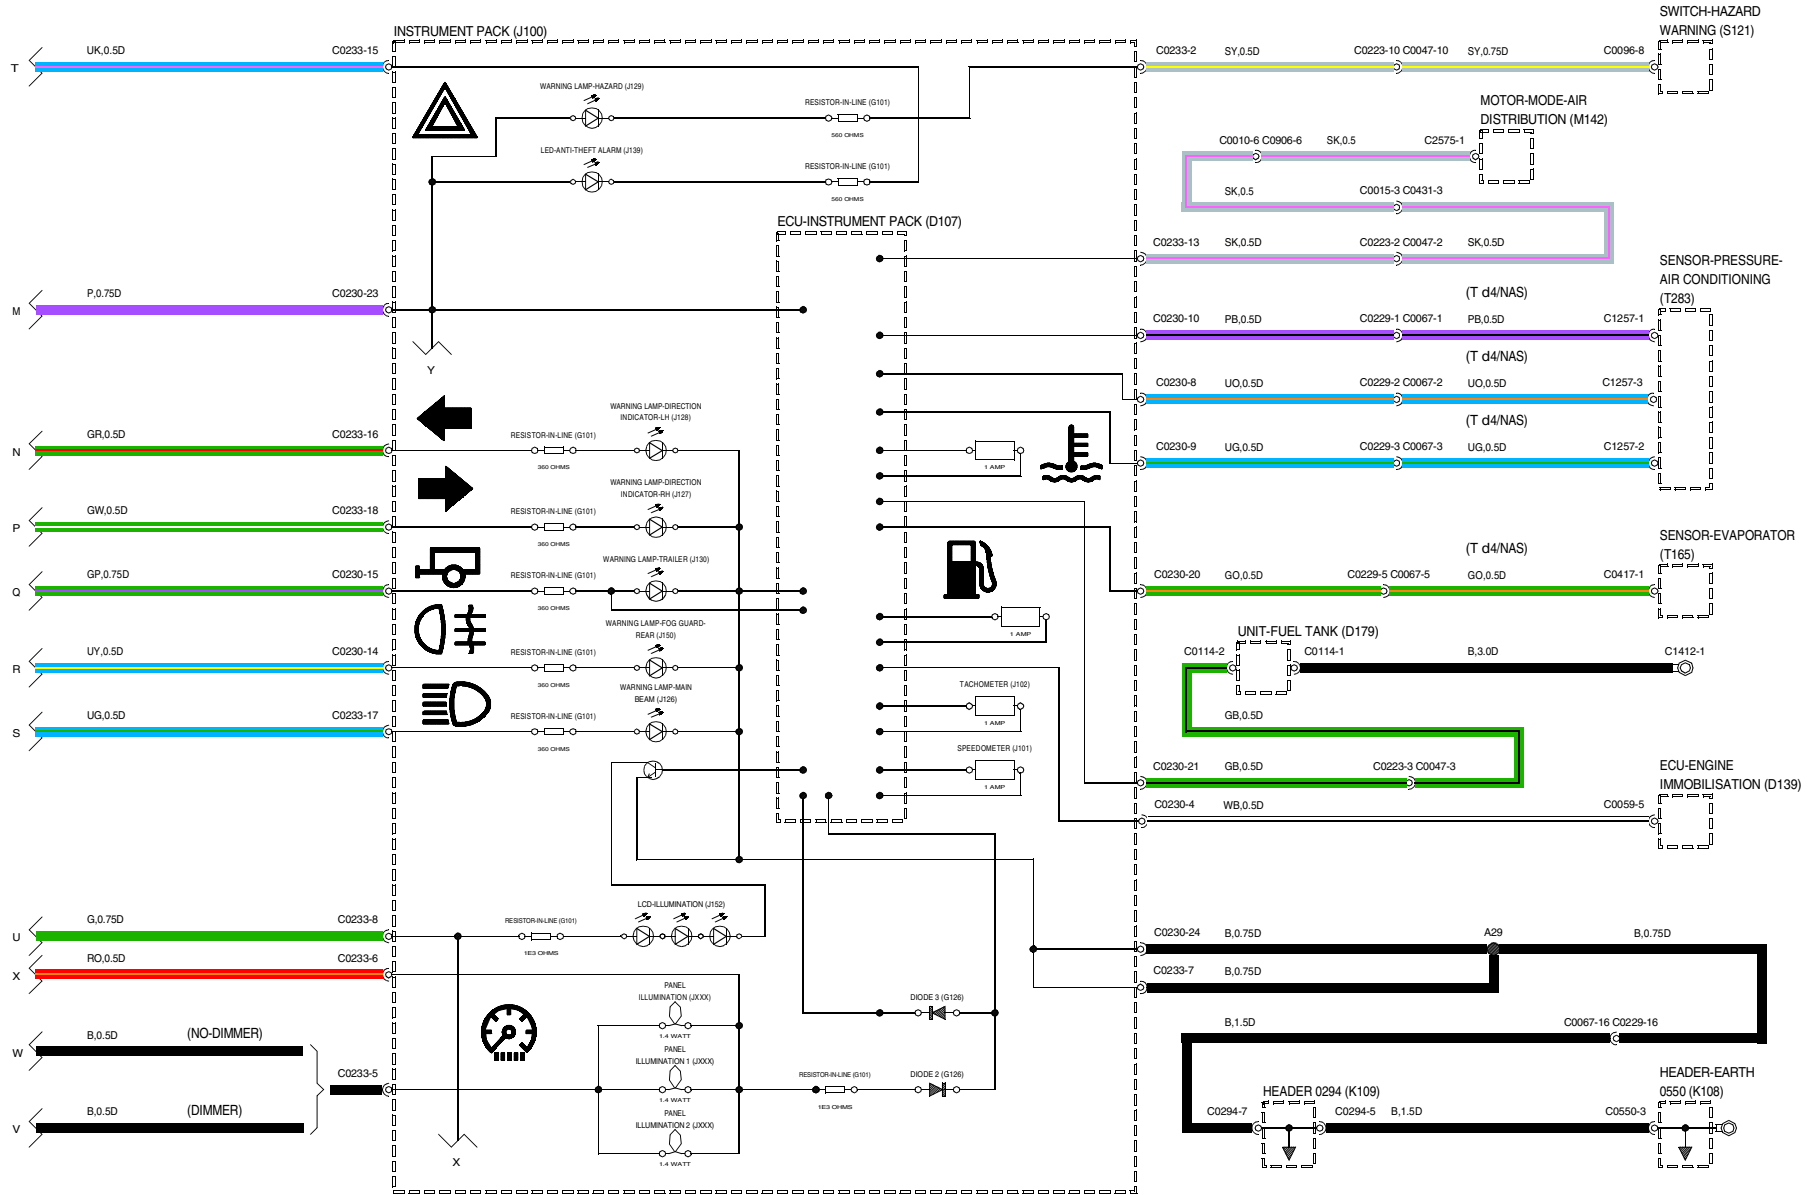 INSTRUMENT PACK (J100)
SWITCH-HAZARD
WARNING (S121)
T
UK,0.5D
C0233-15
C0233-2
SY,0.5D
C0223-10 C0047-10
SY,0.75D
C0096-8
WARNING LAMP-HAZARD (J129)
RESISTOR-IN-LINE (G101)
560 OHMS
MOTOR-MODE-AIR
DISTRIBUTION (M142)
LED-ANTI-THEFT ALARM (J139)
RESISTOR-IN-LINE (G101)
560 OHMS
C0010-6 C0906-6
SK,0.5
C2575-1
SK,0.5
C0015-3 C0431-3
ECU-INSTRUMENT PACK (D107)
C0233-13
SK,0.5D
C0223-2 C0047-2
SK,0.5D
SENSOR-PRESSURE-
AIR CONDITIONING
(T283)
M
P,0.75D
C0230-23
(T d4/NAS)
C0230-10
PB,0.5D
C0229-1 C0067-1
PB,0.5D
C1257-1
Y
(T d4/NAS)
C0230-8
UO,0.5D
C0229-2 C0067-2
UO,0.5D
C1257-3
WARNING LAMP-DIRECTION
INDICATOR-LH (J128)
(T d4/NAS)
N
GR,0.5D
C0233-16
RESISTOR-IN-LINE (G101)
360 OHMS
1 AMP
C0230-9
UG,0.5D
C0229-3 C0067-3
UG,0.5D
C1257-2
WARNING LAMP-DIRECTION
INDICATOR-RH (J127)
P
GW,0.5D
C0233-18
RESISTOR-IN-LINE (G101)
360 OHMS
SENSOR-EVAPORATOR
(T165)
(T d4/NAS)
WARNING LAMP-TRAILER (J130)
Q
GP,0.75D
C0230-15
RESISTOR-IN-LINE (G101)
360 OHMS
C0230-20
GO,0.5D
C0229-5 C0067-5
GO,0.5D
C0417-1
WARNING LAMP-FOG GUARD-
REAR (J150)
1 AMP
UNIT-FUEL TANK (D179)
R
UY,0.5D
C0230-14
RESISTOR-IN-LINE (G101)
360 OHMS
C0114-2
C0114-1
B,3.0D
C1412-1
WARNING LAMP-MAIN
BEAM (J126)
TACHOMETER (J102)
1 AMP
S
UG,0.5D
C0233-17
RESISTOR-IN-LINE (G101)
360 OHMS
GB,0.5D
SPEEDOMETER (J101)
1 AMP
C0230-21
GB,0.5D
C0223-3 C0047-3
ECU-ENGINE
IMMOBILISATION (D139)
C0230-4
WB,0.5D
C0059-5
U
G,0.75D
C0233-8
RESISTOR-IN-LINE (G101)
1E3 OHMS
LCD-ILLUMINATION (J152)
C0230-24
B,0.75D
A29
B,0.75D
X
RO,0.5D
C0233-6
C0233-7
B,0.75D
PANEL
ILLUMINATION (JXXX)
1.4 WATT
DIODE 3 (G126)
W
B,0.5D
(NO-DIMMER)
B,1.5D
C0067-16 C0229-16
PANEL
ILLUMINATION 1 (JXXX)
1.4 WATT
C0233-5
RESISTOR-IN-LINE (G101)
1E3 OHMS
DIODE 2 (G126)
HEADER-EARTH
0550 (K108)
HEADER 0294 (K109)
V
B,0.5D
(DIMMER)
PANEL
ILLUMINATION 2 (JXXX)
1.4 WATT
C0294-7
C0294-5
B,1.5D
C0550-3
X